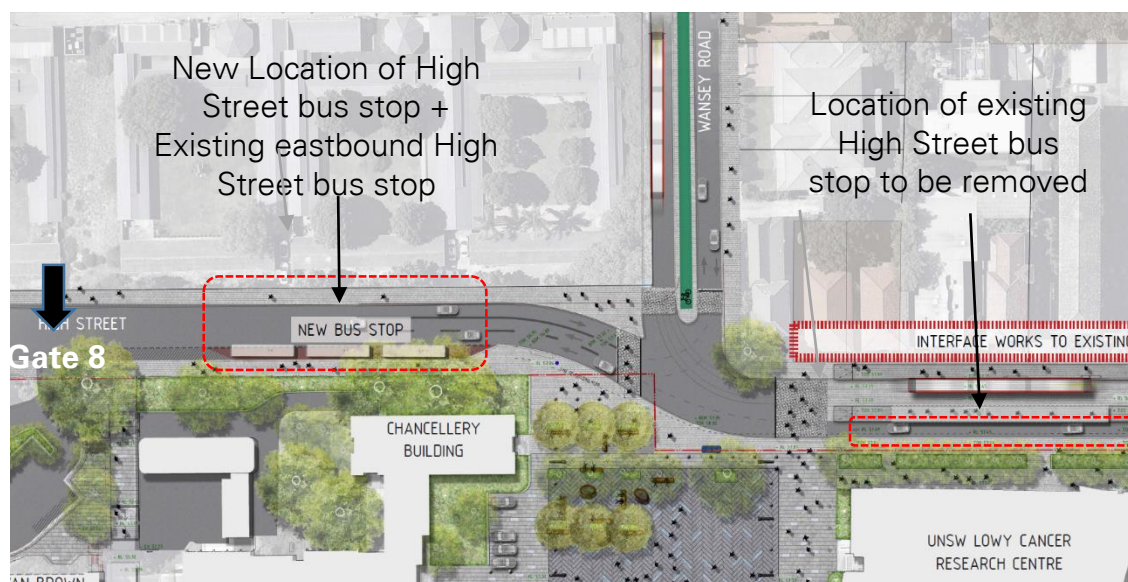 New Location of High
Street bus stop +
Existing eastbound High
Street bus stop
WANSEY ROAD
Location of existing
High Street bus
stop to be removed
HIGH STREET
Gate 8
NEW BUS STOP
INTERFACE WORKS TO EXISTING
CHANCELLERY
BUILDING
UNSW LOWY CANCER
RESEARCH CENTRE
AN BROWN